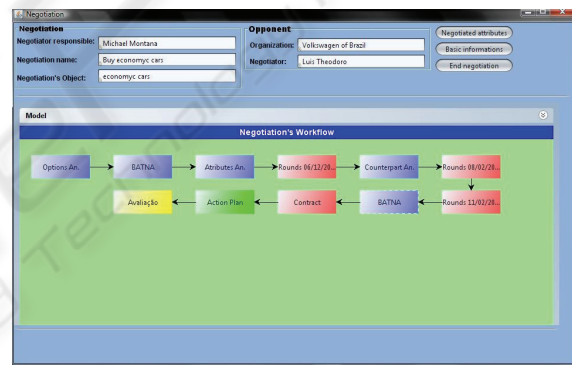 Negotiation
Negotiation
Negotiator responsible: Michael Montana
Negotiation name: Buy economyc cars
Negotiation's Object: economyc cars
Opponent
Organization: Volkswagen of Brazil
Negotiator: Luis Theodoro
Negotiated attributes
Basic informations
End negotiation
Model
Negotiation's Workflow
Options An. BATNA Atributes An. Rounds 06/12/20... Counterpart An. Rounds 08/02/20...
Avaliação Action Plan Contract BATNA Rounds 11/02/20...